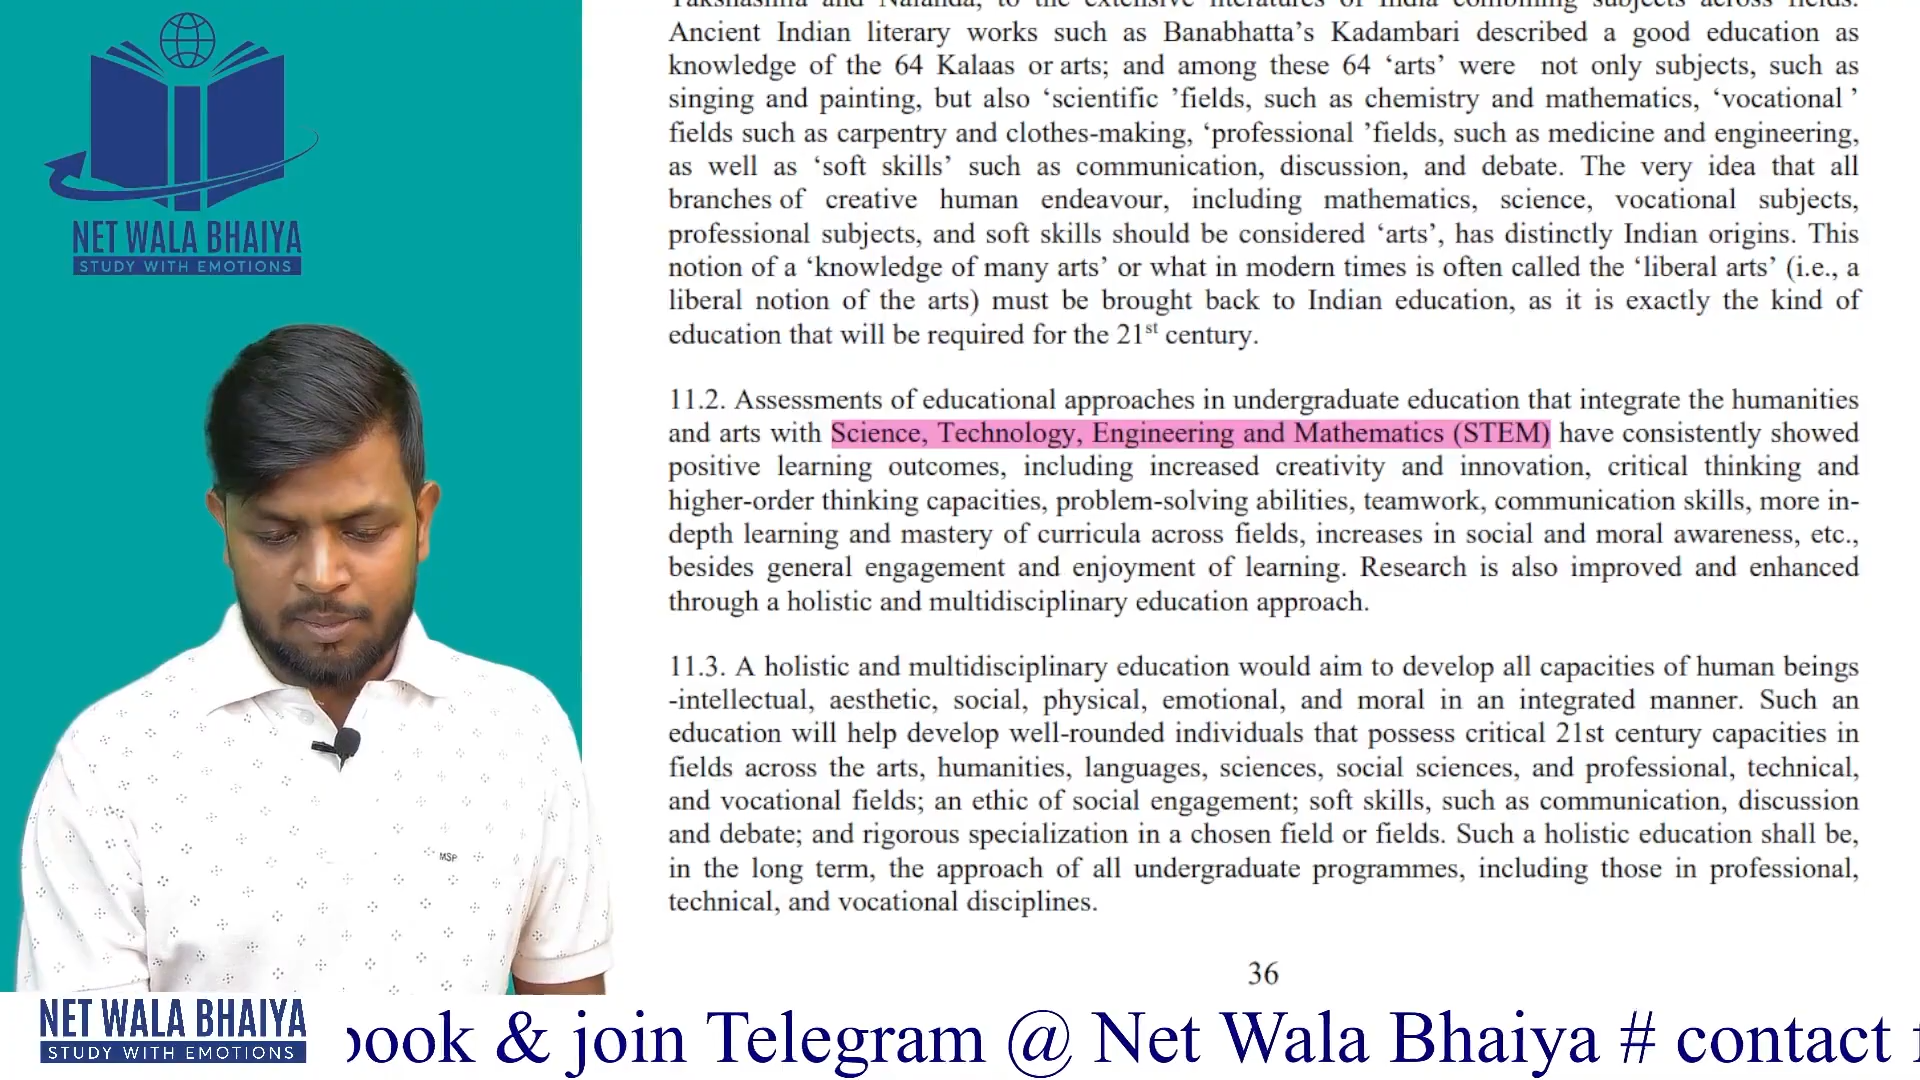 Takshashila and Nalanda, to the extensive literatures of India combining subjects across fields.
Ancient Indian literary works such as Banabhatta’s Kadambari described a good education as
knowledge of the 64 Kalaas or arts; and among these 64 ‘arts’ were not only subjects, such as
singing and painting, but also ‘scientific ’fields, such as chemistry and mathematics, ‘vocational ’
fields such as carpentry and clothes-making, ‘professional ’fields, such as medicine and engineering,
as well as ‘soft skills’ such as communication, discussion, and debate. The very idea that all
branches of creative human endeavour, including mathematics, science, vocational subjects,
professional subjects, and soft skills should be considered ‘arts’, has distinctly Indian origins. This
notion of a ‘knowledge of many arts’ or what in modern times is often called the ‘liberal arts’ (i.e., a
liberal notion of the arts) must be brought back to Indian education, as it is exactly the kind of
education that will be required for the 21st century.
11.2. Assessments of educational approaches in undergraduate education that integrate the humanities
and arts with Science, Technology, Engineering and Mathematics (STEM) have consistently showed
positive learning outcomes, including increased creativity and innovation, critical thinking and
higher-order thinking capacities, problem-solving abilities, teamwork, communication skills, more in-
depth learning and mastery of curricula across fields, increases in social and moral awareness, etc.,
besides general engagement and enjoyment of learning. Research is also improved and enhanced
through a holistic and multidisciplinary education approach.
11.3. A holistic and multidisciplinary education would aim to develop all capacities of human beings
-intellectual, aesthetic, social, physical, emotional, and moral in an integrated manner. Such an
education will help develop well-rounded individuals that possess critical 21st century capacities in
fields across the arts, humanities, languages, sciences, social sciences, and professional, technical,
and vocational fields; an ethic of social engagement; soft skills, such as communication, discussion
and debate; and rigorous specialization in a chosen field or fields. Such a holistic education shall be,
in the long term, the approach of all undergraduate programmes, including those in professional,
technical, and vocational disciplines.
36
NET WALA BHAIYA
STUDY WITH EMOTIONS
MSP
NET WALA BHAIYA
STUDY WITH EMOTIONS
ook & join Telegram @ Net Wala Bhaiya # contact